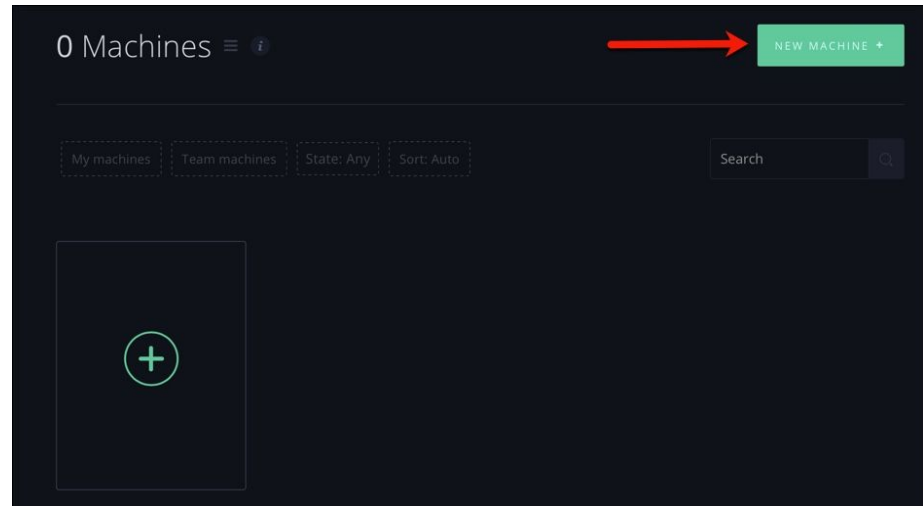 0 Machines
NEW MACHINE +
My machines Team machines State: Any Sort: Auto
Search